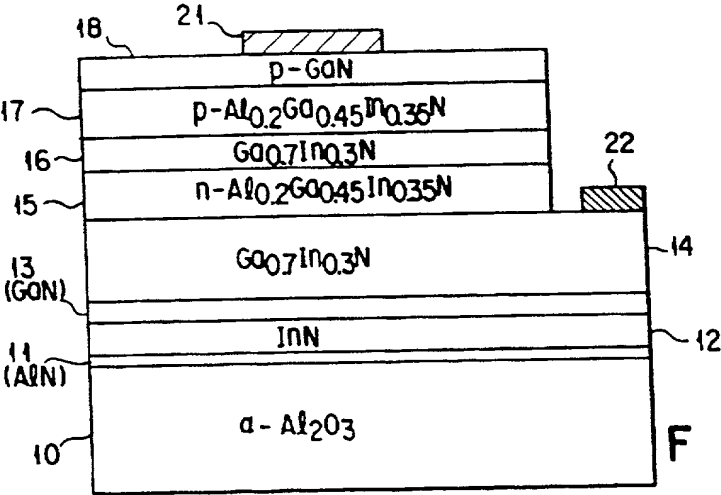 21
18
p-GaN
17
p-Al0.2Ga0.45In0.35N
16
Ga0.7In0.3N
22
15
n-Al0.2Ga0.45In0.35N
14
13
(GaN)
Ga0.7In0.3N
12
InN
11
(AlN)
10
a-Al2O3
F